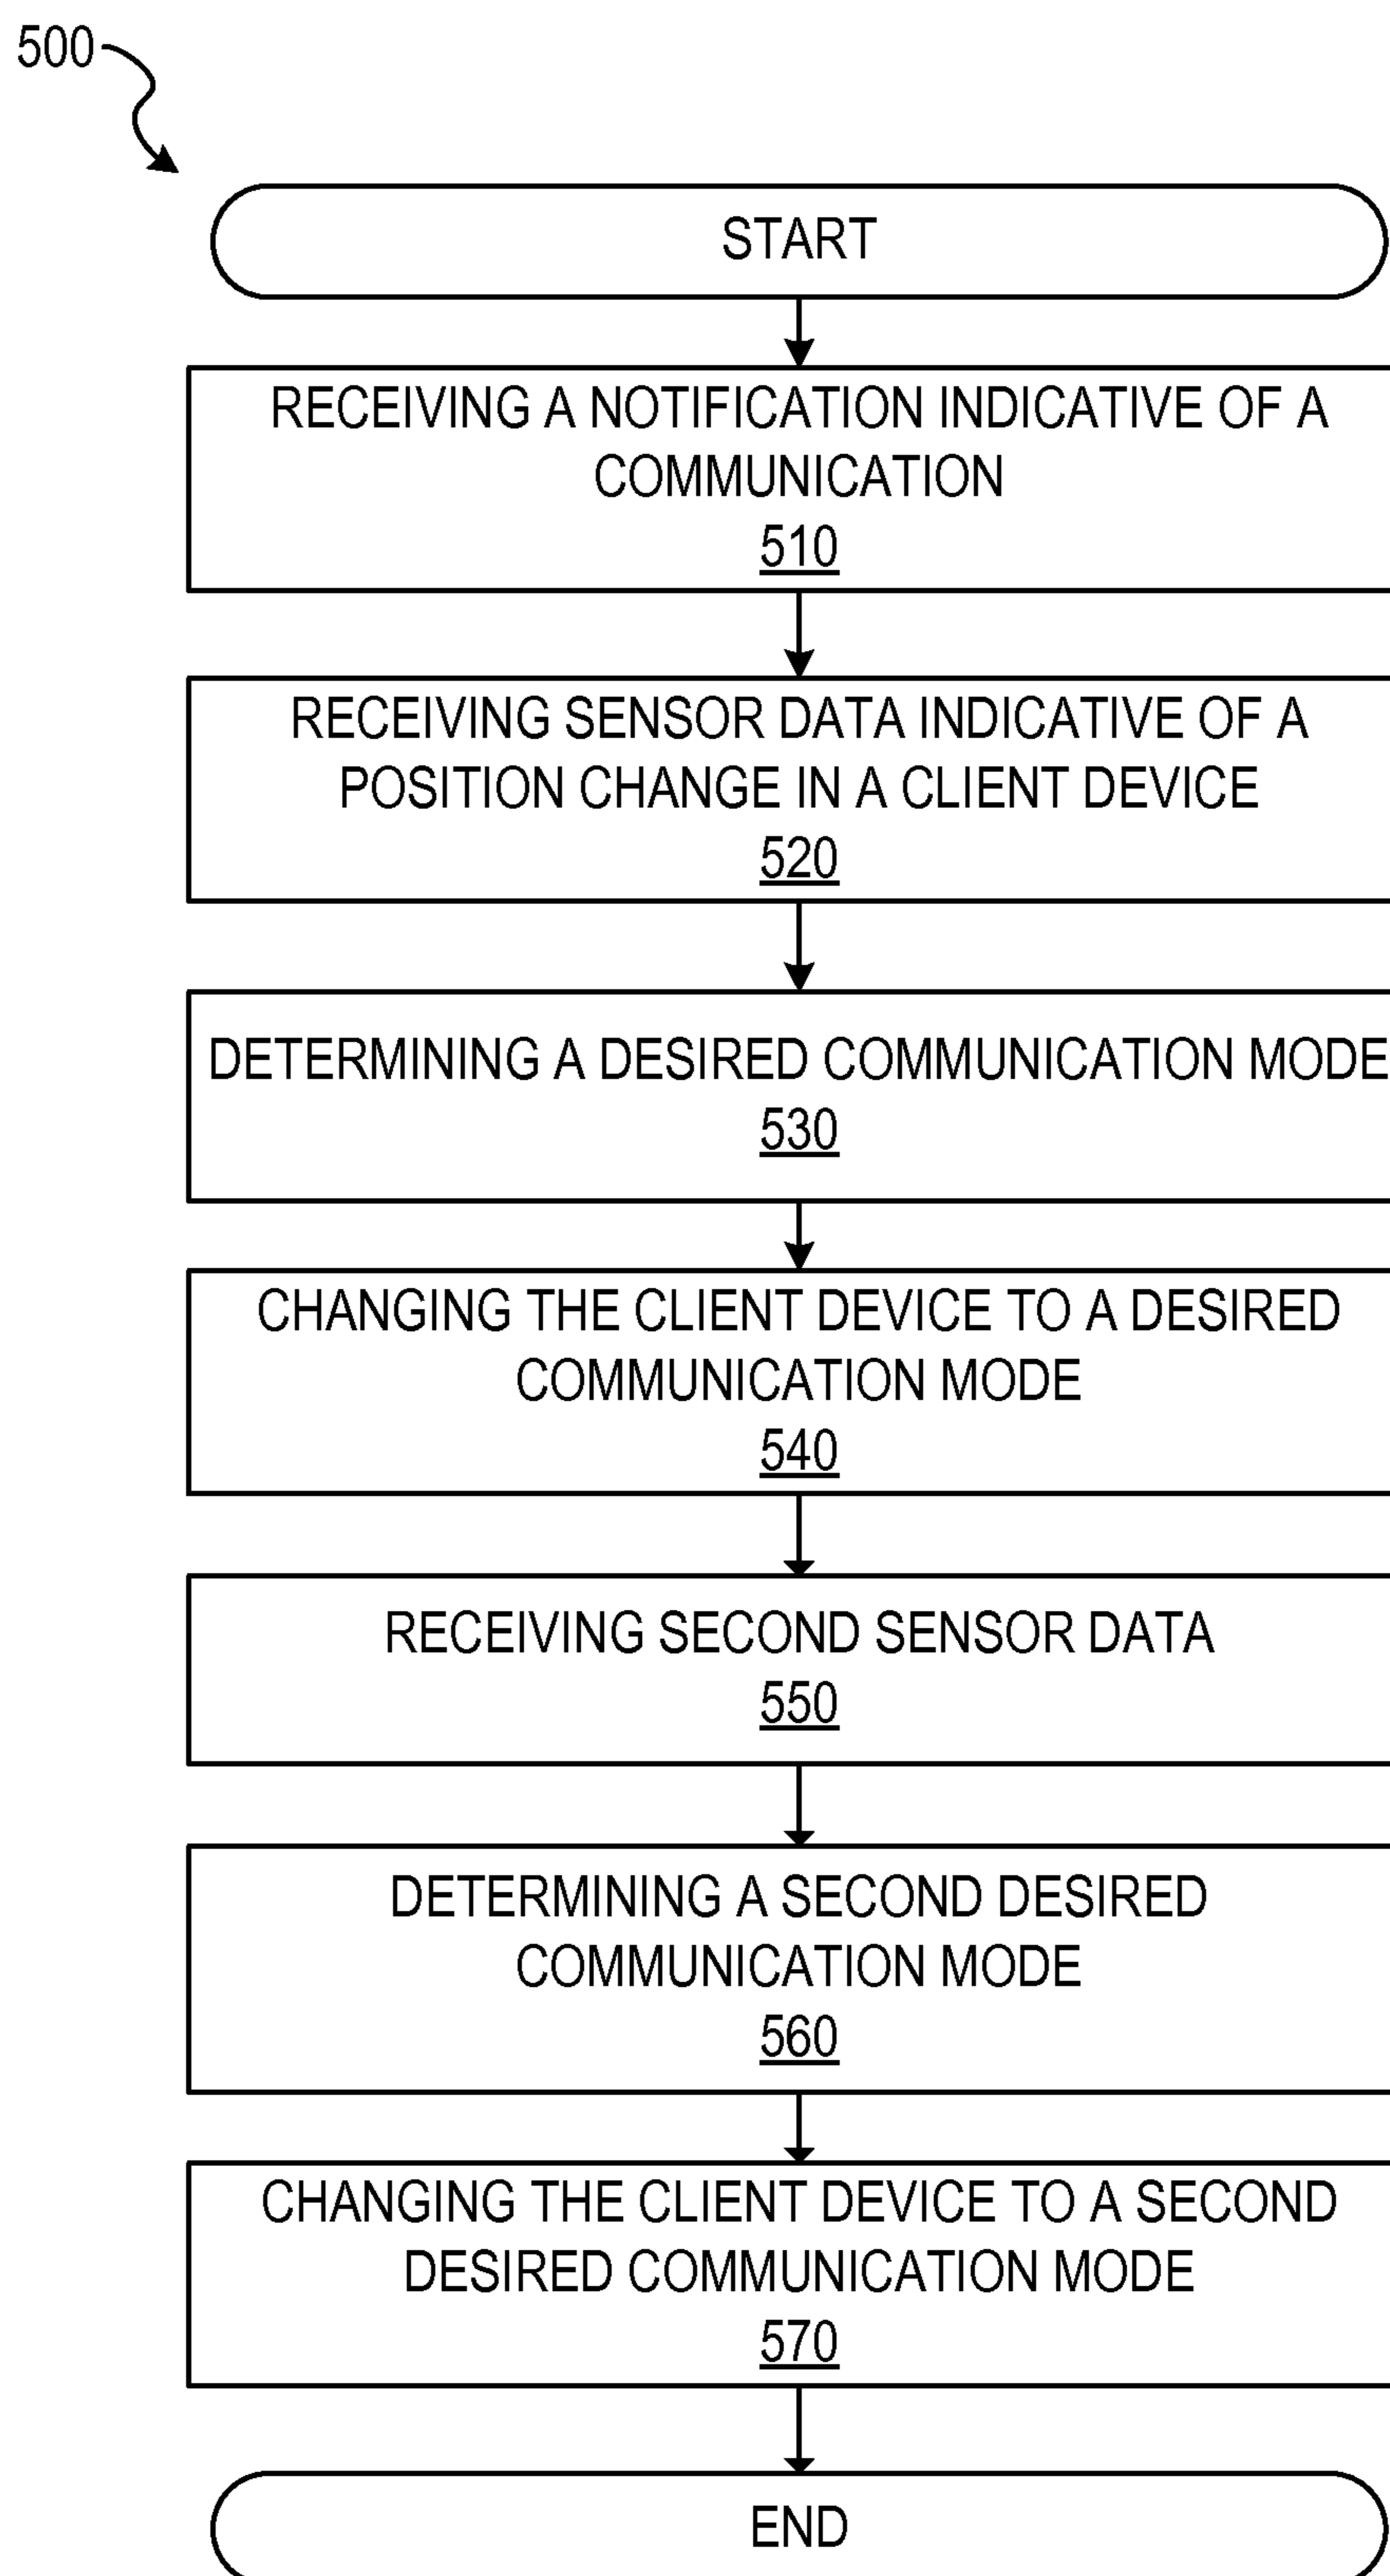 500
START
RECEIVING A NOTIFICATION INDICATIVE OF A
COMMUNICATION
510
RECEIVING SENSOR DATA INDICATIVE OF A
POSITION CHANGE IN A CLIENT DEVICE
520
DETERMINING A DESIRED COMMUNICATION MODE
530
CHANGING THE CLIENT DEVICE TO A DESIRED
COMMUNICATION MODE
540
RECEIVING SECOND SENSOR DATA
550
DETERMINING A SECOND DESIRED
COMMUNICATION MODE
560
CHANGING THE CLIENT DEVICE TO A SECOND
DESIRED COMMUNICATION MODE
570
END